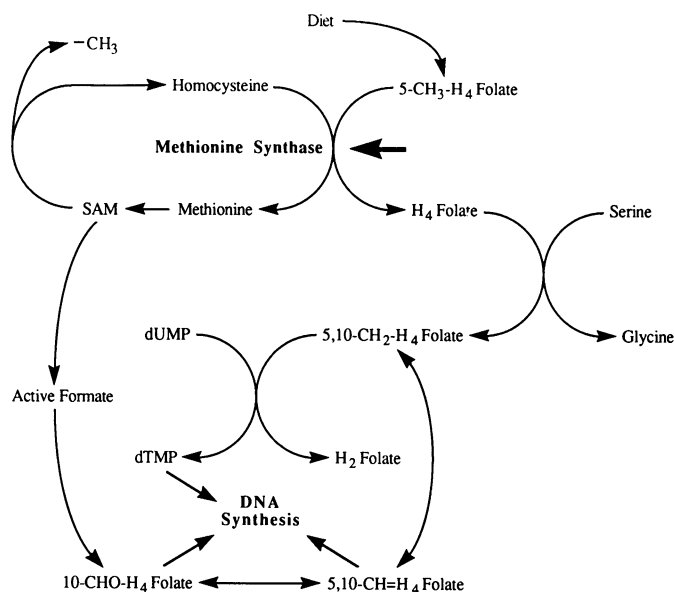 Diet
−CH3
Homocysteine
5-CH3-H4 Folate
Methionine Synthase
SAM
Methionine
H4 Folate
Serine
dUMP
5,10-CH2-H4 Folate
Glycine
Active Formate
dTMP
H2 Folate
DNA
Synthesis
10-CHO-H4 Folate
5,10-CH=H4 Folate